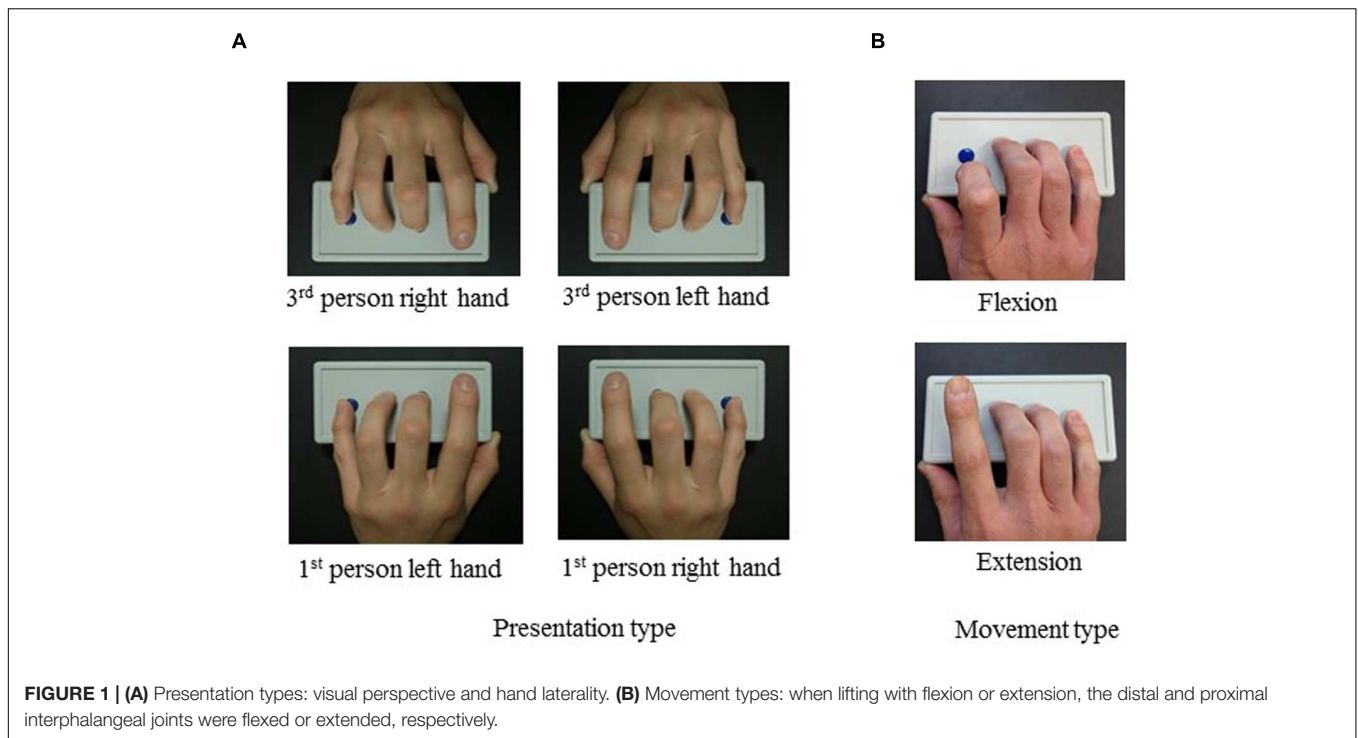 A
B
3rd person right hand
3rd person left hand
Flexion
1st person left hand
1st person right hand
Extension
Presentation type
Movement type
FIGURE 1 | (A) Presentation types: visual perspective and hand laterality. (B) Movement types: when lifting with flexion or extension, the distal and proximal
interphalangeal joints were flexed or extended, respectively.